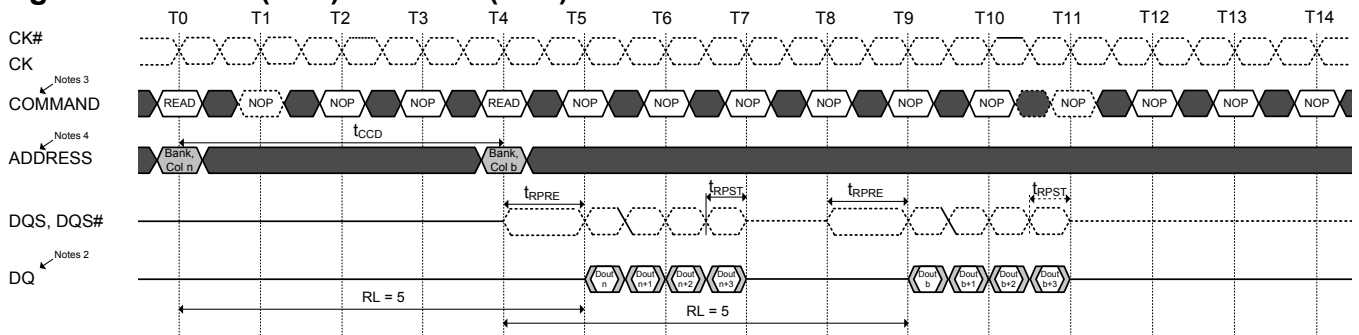 T0 T1 T2 T3 T4 T5 T6 T7 T8 T9 T10 T11 T12 T13 T14
CK#
CK
Notes 3
COMMAND READ NOP NOP NOP READ NOP NOP NOP NOP NOP NOP NOP NOP NOP NOP
tCCD
Notes 4
ADDRESS Bank, Col n Bank, Col b
tRPRE tRPST tRPRE tRPST
DQS, DQS#
Notes 2
DQ Dout n Dout n+1 Dout n+2 Dout n+3 Dout b Dout b+1 Dout b+2 Dout b+3
RL = 5 RL = 5